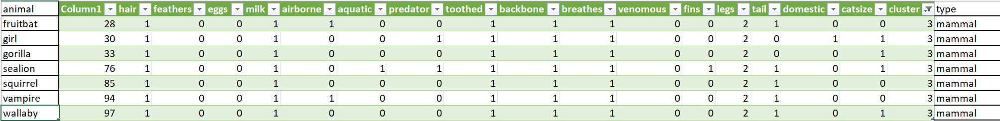 animal Column1 hair feathers eggs milk airborne aquatic predator toothed backbone breathes venomous fins legs tail domestic catsize cluster type
fruitbat 28 1 0 0 1 1 0 0 1 1 1 0 0 2 1 0 0 3 mammal
girl 30 1 0 0 1 0 0 1 1 1 1 0 0 2 0 1 1 3 mammal
gorilla 33 1 0 0 1 0 0 0 1 1 1 0 0 2 0 0 1 3 mammal
sealion 76 1 0 0 1 0 1 1 1 1 1 0 1 2 1 0 1 3 mammal
squirrel 85 1 0 0 1 0 0 0 1 1 1 0 0 2 1 0 0 3 mammal
vampire 94 1 0 0 1 1 0 0 1 1 1 0 0 2 1 0 0 3 mammal
wallaby 97 1 0 0 1 0 0 0 1 1 1 0 0 2 1 0 1 3 mammal